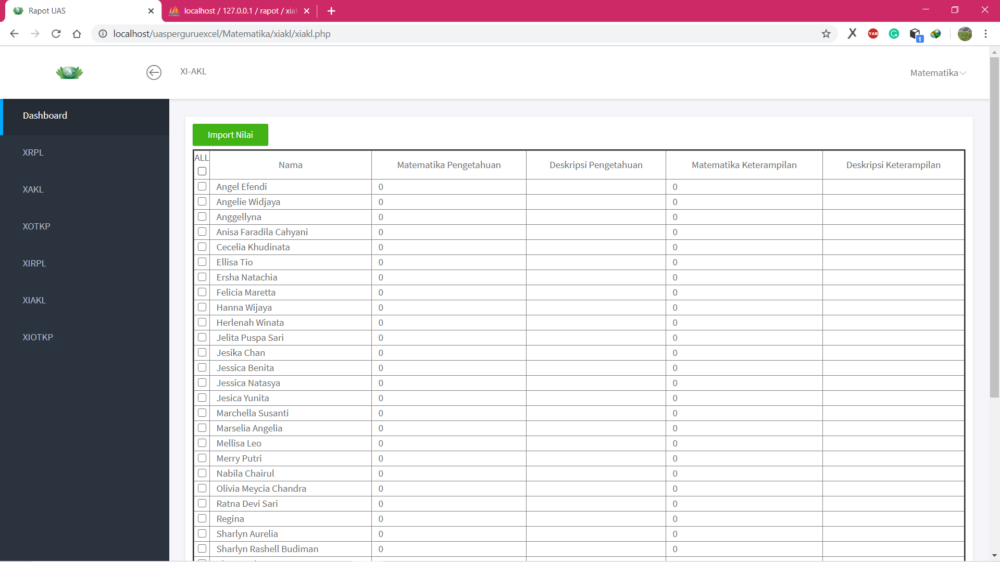 Rapot UAS
localhost / 127.0.0.1 / rapot / xia
localhost/uasperguruexcel/Matematika/xiakl/xiakl.php
YAB
1
XI-AKL
Matematika
Dashboard
XRPL
XAKL
XOTKP
XIRPL
XIAKL
XIOTKP
Import Nilai
ALL Nama Matematika Pengetahuan Deskripsi Pengetahuan Matematika Keterampilan Deskripsi Keterampilan
Angel Efendi 0 0
Angelie Widjaya 0 0
Anggellyna 0 0
Anisa Faradila Cahyani 0 0
Cecelia Khudinata 0 0
Ellisa Tio 0 0
Ersha Natachia 0 0
Felicia Maretta 0 0
Hanna Wijaya 0 0
Herlenah Winata 0 0
Jelita Puspa Sari 0 0
Jesika Chan 0 0
Jessica Benita 0 0
Jessica Natasya 0 0
Jesica Yunita 0 0
Marchella Susanti 0 0
Marselia Angelia 0 0
Mellisa Leo 0 0
Merry Putri 0 0
Nabila Chairul 0 0
Olivia Meycia Chandra 0 0
Ratna Devi Sari 0 0
Regina 0 0
Sharlyn Aurelia 0 0
Sharlyn Rashell Budiman 0 0